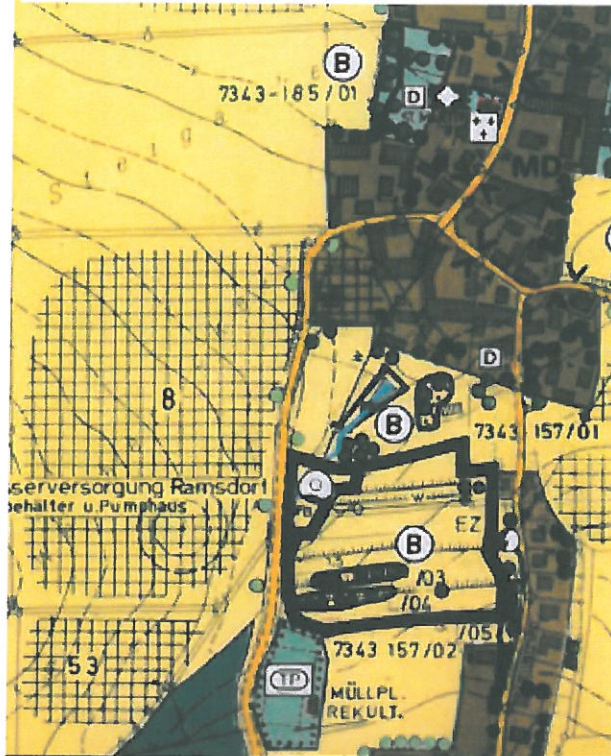 B
7343-185/01
D
MD
S i e g
D
8
B
7343 157/01
serversorgung Ramsdorf
behälter u. Pumphaus
Q
W
EZ
B
/03
/04
/05
53
7343 157/02
TP
MÜLLPL.
REKULT.